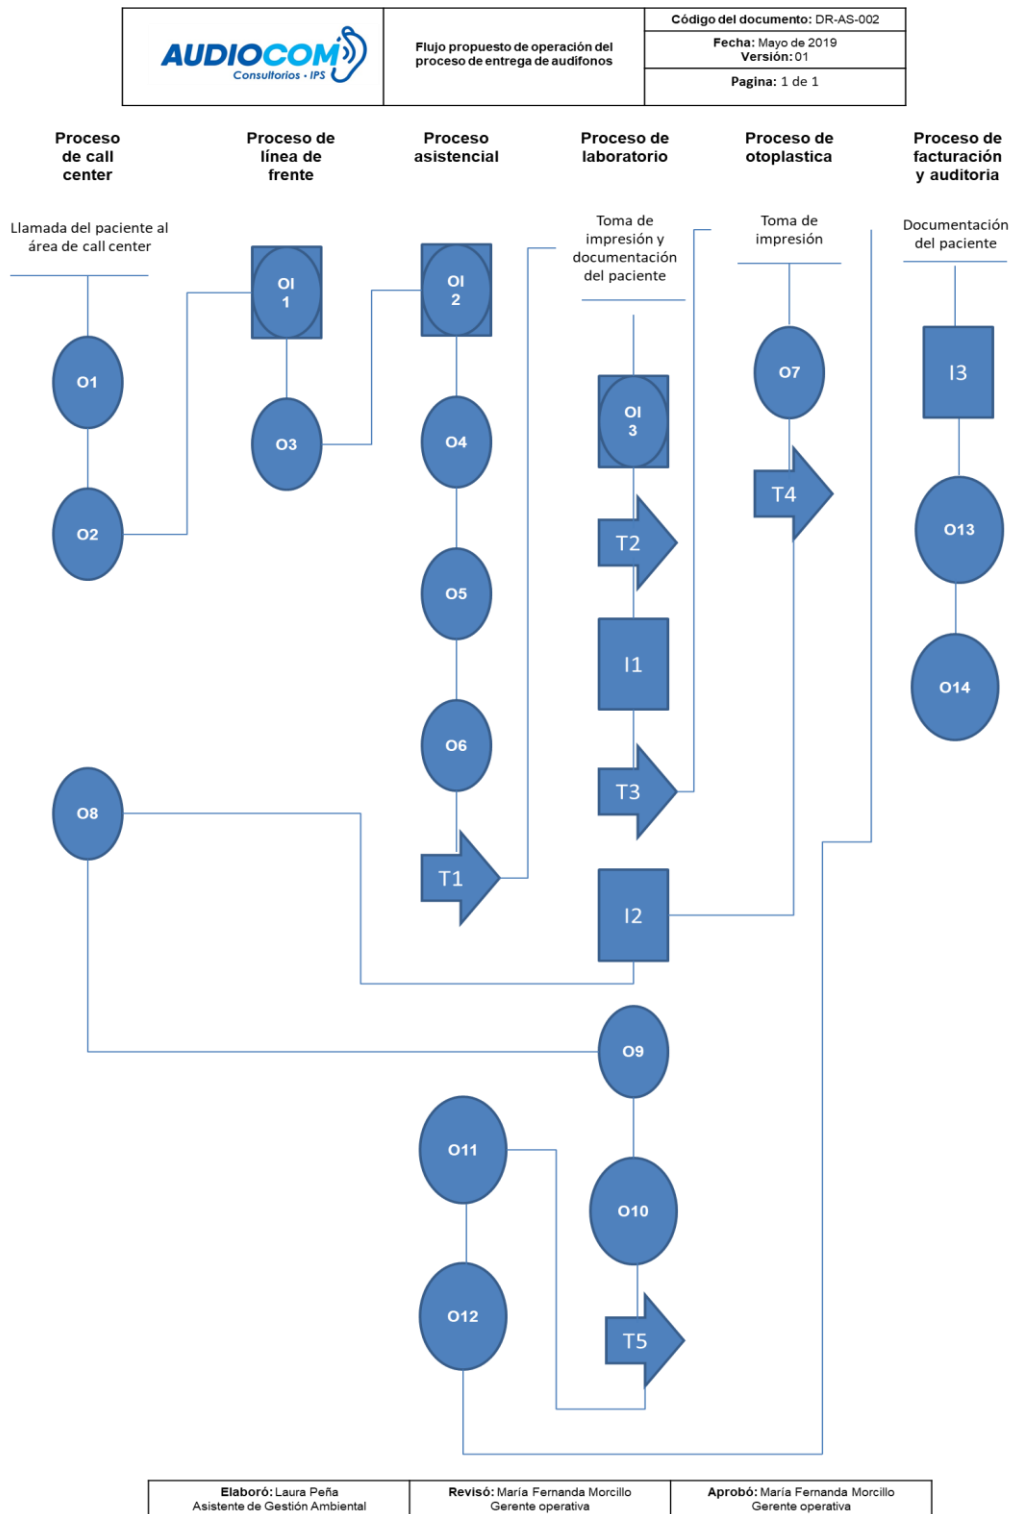 AUDIOCOM
Consultorios • IPS
Flujo propuesto de operación del
proceso de entrega de audífonos
Código del documento: DR-AS-002
Fecha: Mayo de 2019
Versión: 01
Pagina: 1 de 1
Proceso
de call
center
Proceso de
línea de
frente
Proceso
asistencial
Proceso de
laboratorio
Proceso de
otoplastica
Proceso de
facturación
y auditoria
Llamada del paciente al
área de call center
Toma de
impresión y
documentación
del paciente
Toma de
impresión
Documentación
del paciente
OI
1
OI
2
O1
O7
I3
OI
3
O3
O4
T4
O2
T2
O13
O5
I1
O14
O6
T3
O8
T1
I2
O9
O11
O10
O12
T5
Elaboró: Laura Peña
Asistente de Gestión Ambiental
Revisó: María Fernanda Morcillo
Gerente operativa
Aprobó: María Fernanda Morcillo
Gerente operativa